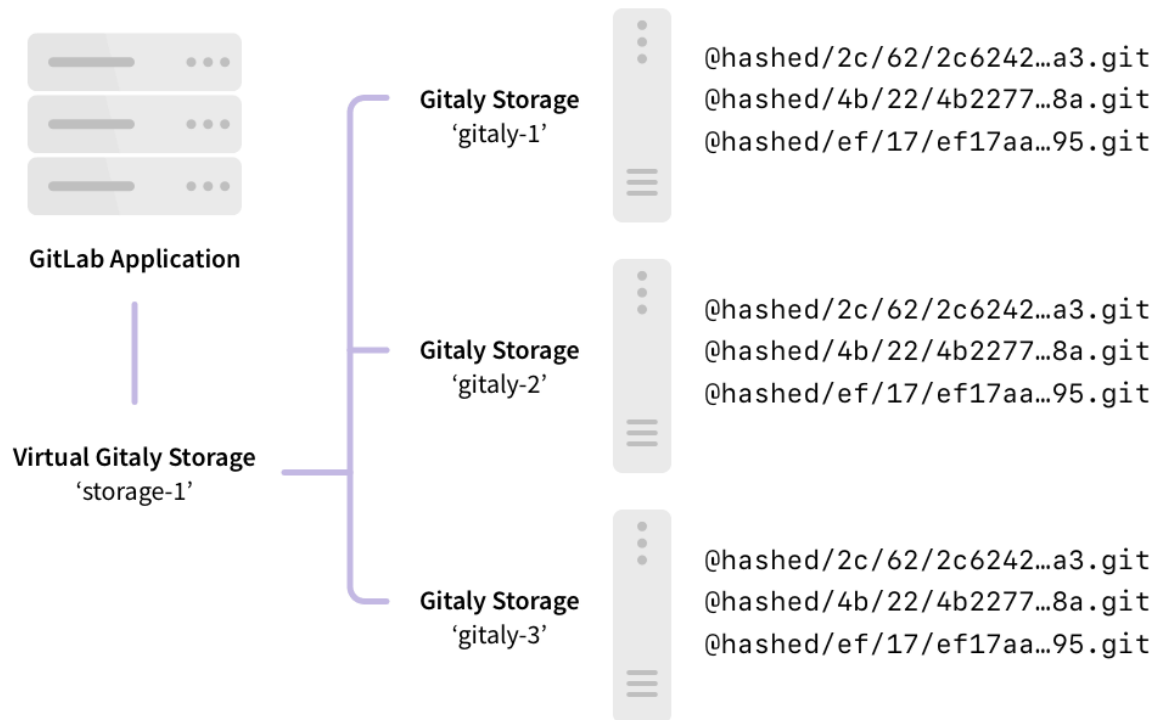 GitLab Application
Virtual Gitaly Storage
‘storage-1’
Gitaly Storage
‘gitaly-1’
@hashed/2c/62/2c6242…a3.git
@hashed/4b/22/4b2277…8a.git
@hashed/ef/17/ef17aa…95.git
Gitaly Storage
‘gitaly-2’
@hashed/2c/62/2c6242…a3.git
@hashed/4b/22/4b2277…8a.git
@hashed/ef/17/ef17aa…95.git
Gitaly Storage
‘gitaly-3’
@hashed/2c/62/2c6242…a3.git
@hashed/4b/22/4b2277…8a.git
@hashed/ef/17/ef17aa…95.git